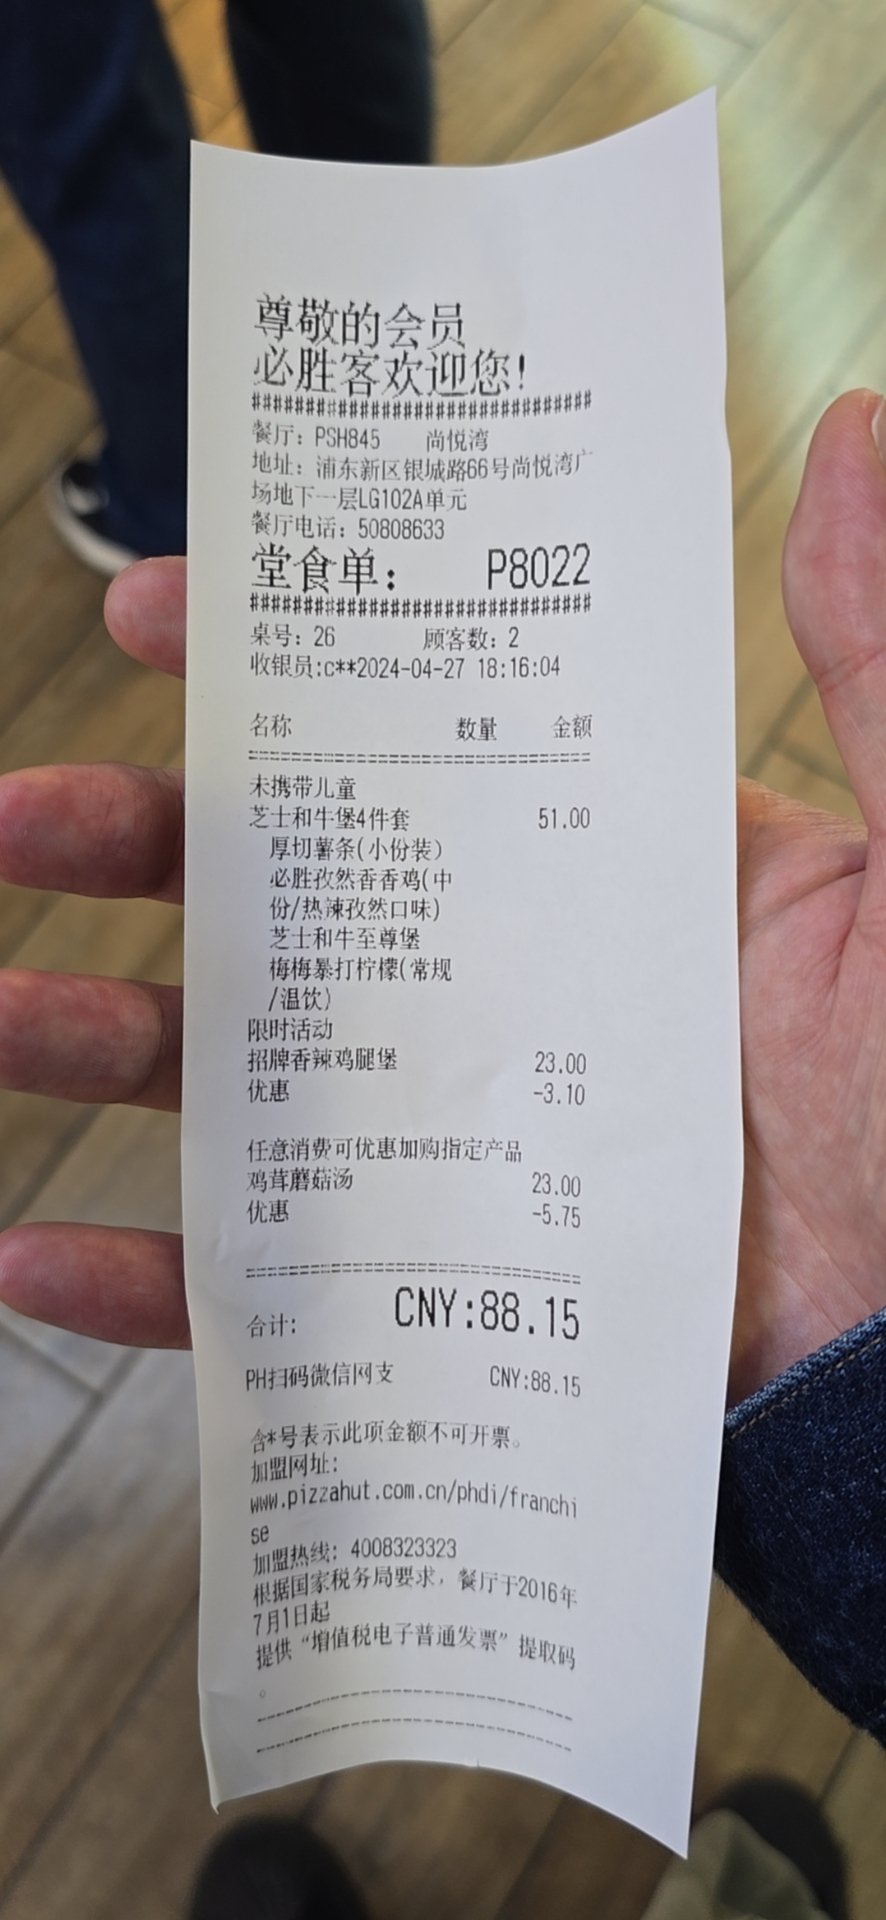 尊敬的会员
必胜客欢迎您!
########################################
餐厅: PSH845 尚悦湾
地址: 浦东新区银城路66号尚悦湾广
场地下一层LG102A单元
餐厅电话: 50808633
堂食单: P8022
########################################
桌号: 26 顾客数: 2
收银员:c**2024-04-27 18:16:04
名称 数量 金额
========================================
未携带儿童
芝士和牛堡4件套 51.00
厚切薯条(小份装)
必胜孜然香香鸡(中
份/热辣孜然口味)
芝士和牛至尊堡
梅梅暴打柠檬(常规
/温饮)
限时活动
招牌香辣鸡腿堡 23.00
优惠 -3.10
任意消费可优惠加购指定产品
鸡茸蘑菇汤 23.00
优惠 -5.75
========================================
合计: CNY:88.15
PH扫码微信网支 CNY:88.15
含*号表示此项金额不可开票。
加盟网址:
www.pizzahut.com.cn/phdi/franchi
se
加盟热线: 4008323323
根据国家税务局要求，餐厅于2016年
7月1日起
提供“增值税电子普通发票”提取码
。
----------------------------------------
----------------------------------------